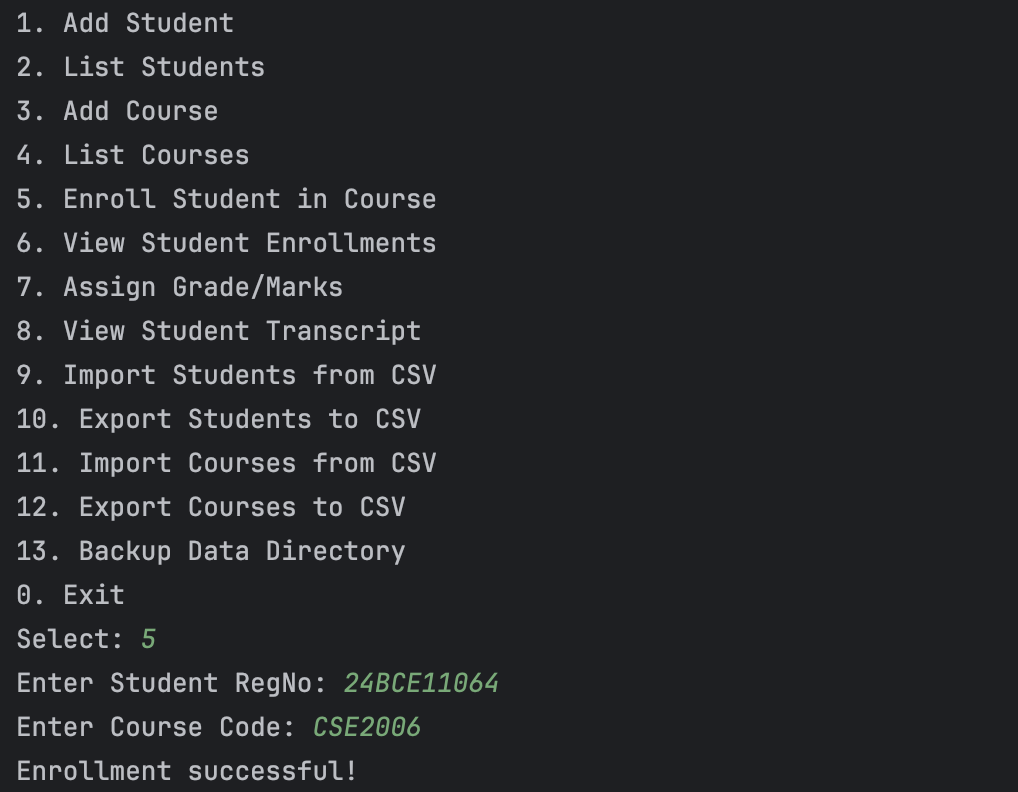 1. Add Student
2. List Students
3. Add Course
4. List Courses
5. Enroll Student in Course
6. View Student Enrollments
7. Assign Grade/Marks
8. View Student Transcript
9. Import Students from CSV
10. Export Students to CSV
11. Import Courses from CSV
12. Export Courses to CSV
13. Backup Data Directory
0. Exit
Select: 5
Enter Student RegNo: 24BCE11064
Enter Course Code: CSE2006
Enrollment successful!